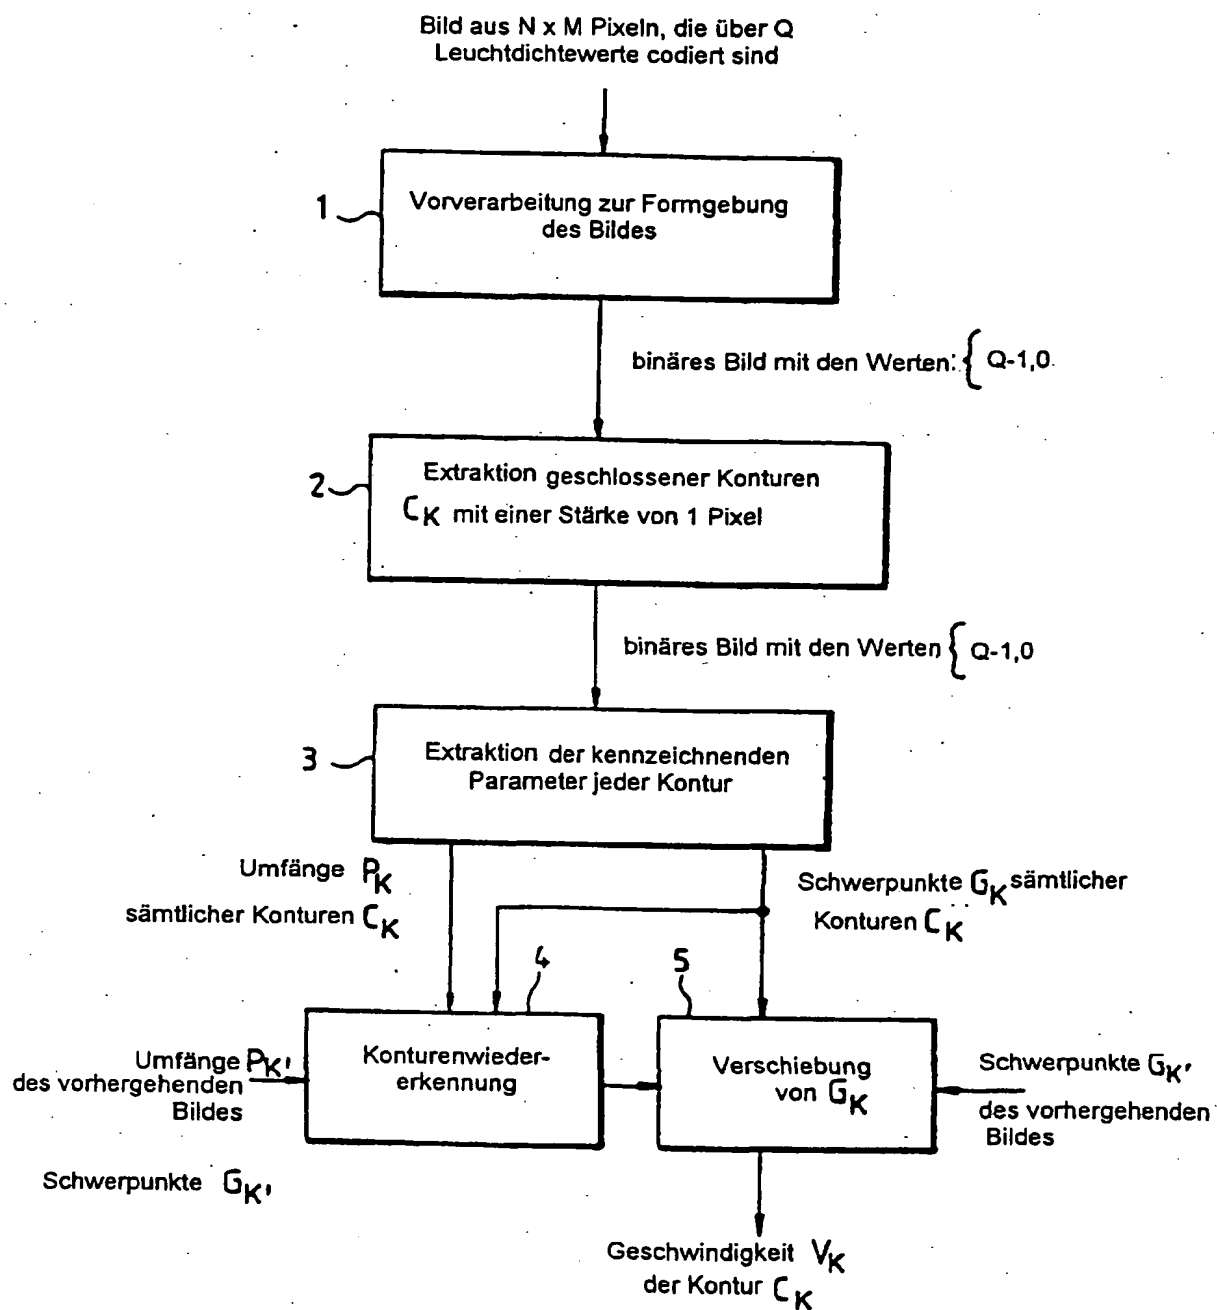 Bild aus N x M Pixeln, die über Q
Leuchtdichtewerte codiert sind
1
Vorverarbeitung zur Formgebung
des Bildes
binäres Bild mit den Werten: { Q-1,0
2
Extraktion geschlossener Konturen
C_K mit einer Stärke von 1 Pixel
binäres Bild mit den Werten { Q-1,0
3
Extraktion der kennzeichnenden
Parameter jeder Kontur
Umfänge P_K
sämtlicher Konturen C_K
Schwerpunkte G_K sämtlicher
Konturen C_K
4
5
Umfänge P_K'
des vorhergehenden
Bildes
Konturenwieder-
erkennung
Verschiebung
von G_K
Schwerpunkte G_K'
des vorhergehenden
Bildes
Schwerpunkte G_K'
Geschwindigkeit V_K
der Kontur C_K